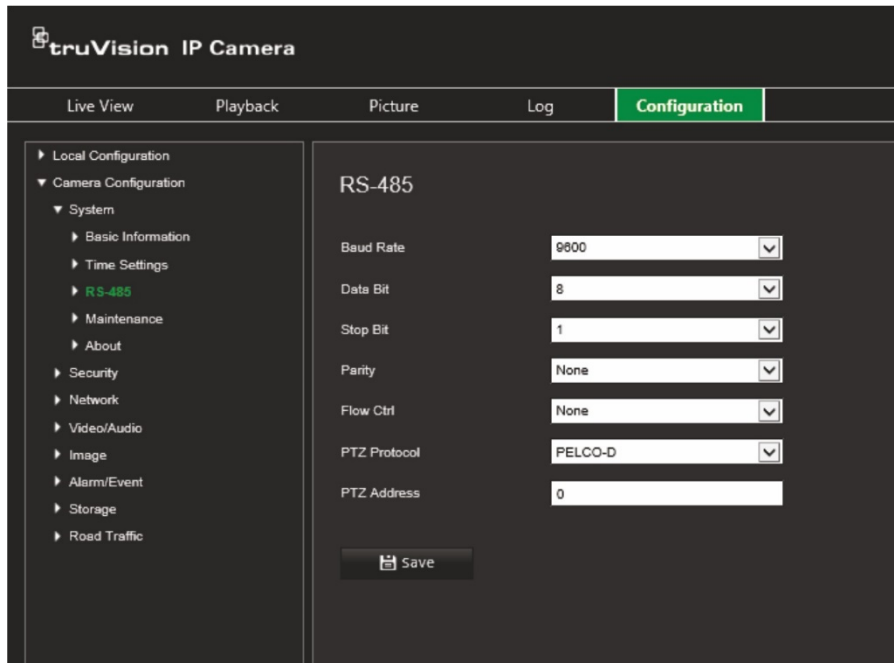 truVision IP Camera
Live View Playback Picture Log Configuration
Local Configuration
Camera Configuration
System
Basic Information
Time Settings
RS-485
Maintenance
About
Security
Network
Video/Audio
Image
Alarm/Event
Storage
Road Traffic
RS-485
Baud Rate 9600
Data Bit 8
Stop Bit 1
Parity None
Flow Ctrl None
PTZ Protocol PELCO-D
PTZ Address 0
Save